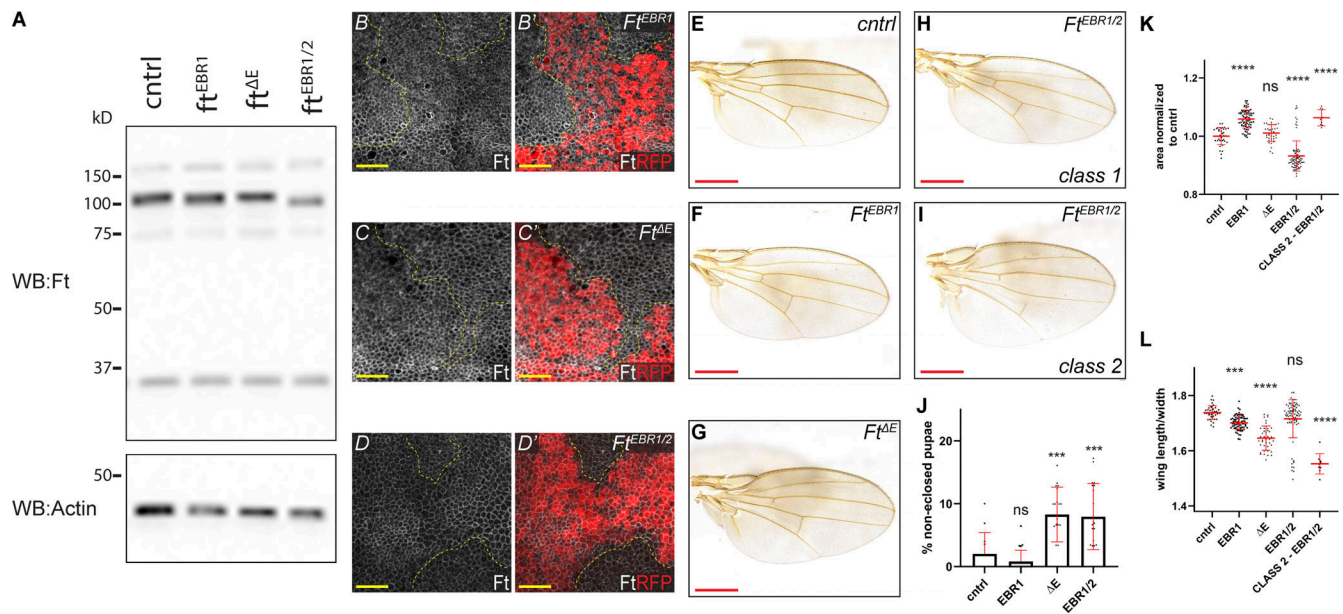 A
cntrl
ft^EBR1
ft^ΔE
ft^EBR1/2
kD
150
100
75
WB:Ft
50
37
50
WB:Actin
B
Ft
B'
Ft^EBR1
FtRFP
C
Ft
C'
Ft^ΔE
FtRFP
D
Ft
D'
Ft^EBR1/2
FtRFP
E
cntrl
F
Ft^EBR1
G
Ft^ΔE
H
Ft^EBR1/2
class 1
I
Ft^EBR1/2
class 2
J
% non-eclosed pupae
20
10
0
ns
***
***
cntrl
EBR1
ΔE
EBR1/2
K
area normalized
to cntrl
1.2
1.0
0.8
****
ns
****
****
cntrl
EBR1
ΔE
EBR1/2
CLASS 2 - EBR1/2
L
wing length/width
1.8
1.6
1.4
***
****
ns
****
cntrl
EBR1
ΔE
EBR1/2
CLASS 2 - EBR1/2